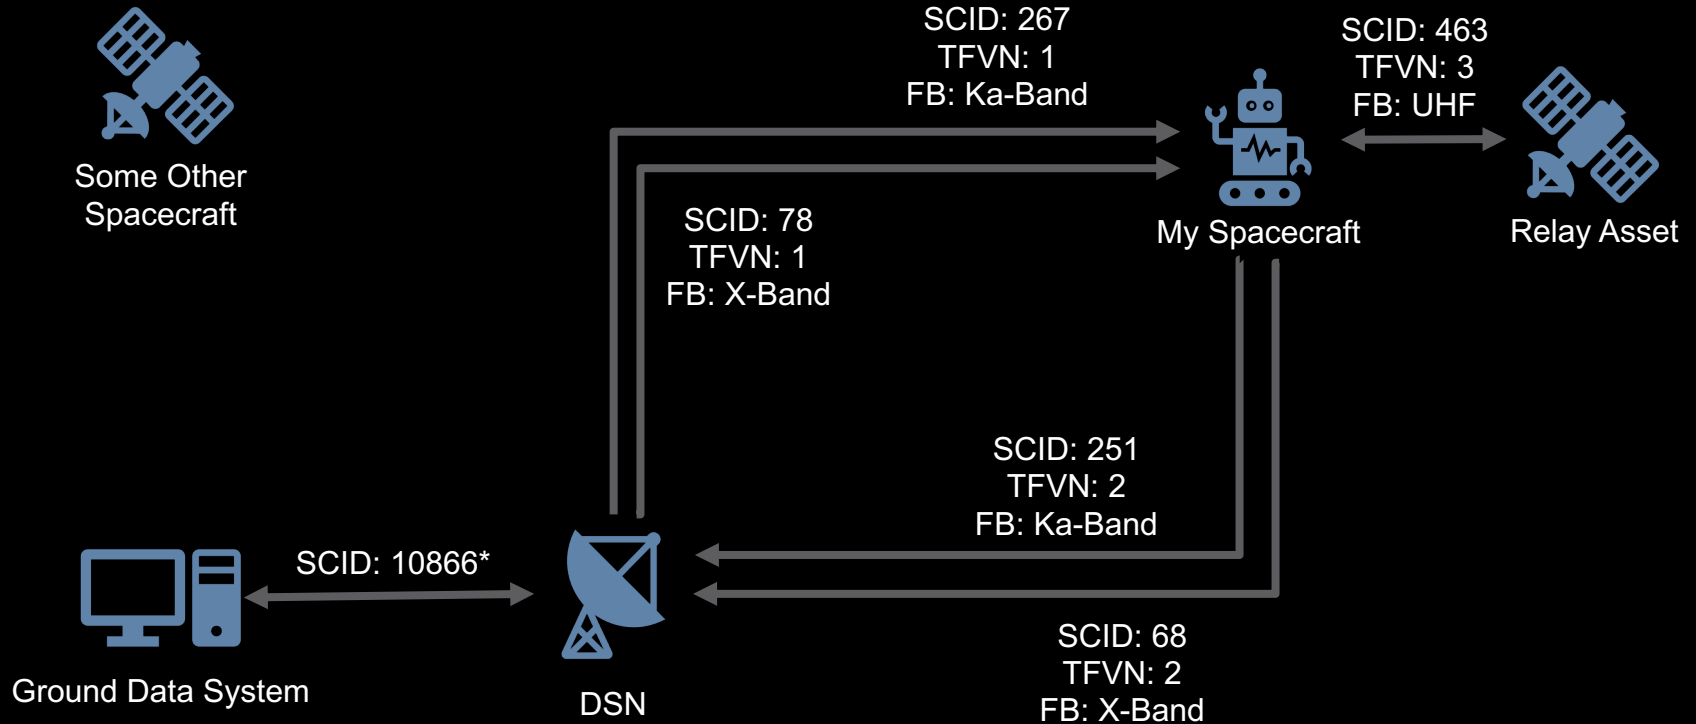 SCID: 267
TFVN: 1
FB: Ka-Band
SCID: 463
TFVN: 3
FB: UHF
Some Other
Spacecraft
My Spacecraft
Relay Asset
SCID: 78
TFVN: 1
FB: X-Band
SCID: 251
TFVN: 2
FB: Ka-Band
SCID: 10866*
SCID: 68
TFVN: 2
FB: X-Band
Ground Data System
DSN